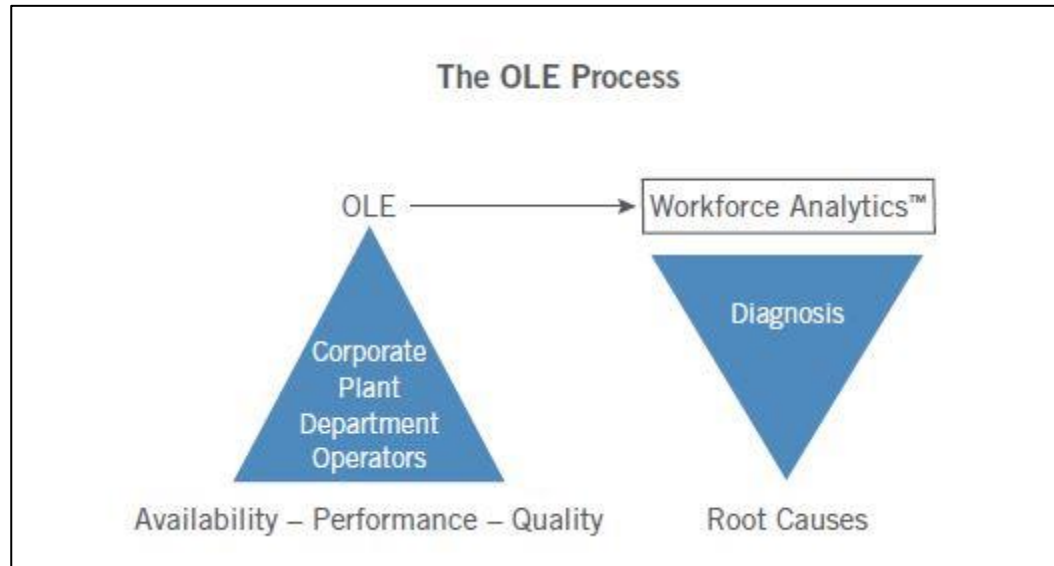 The OLE Process
OLE
Workforce Analytics™
Corporate
Plant
Department
Operators
Diagnosis
Availability – Performance – Quality
Root Causes